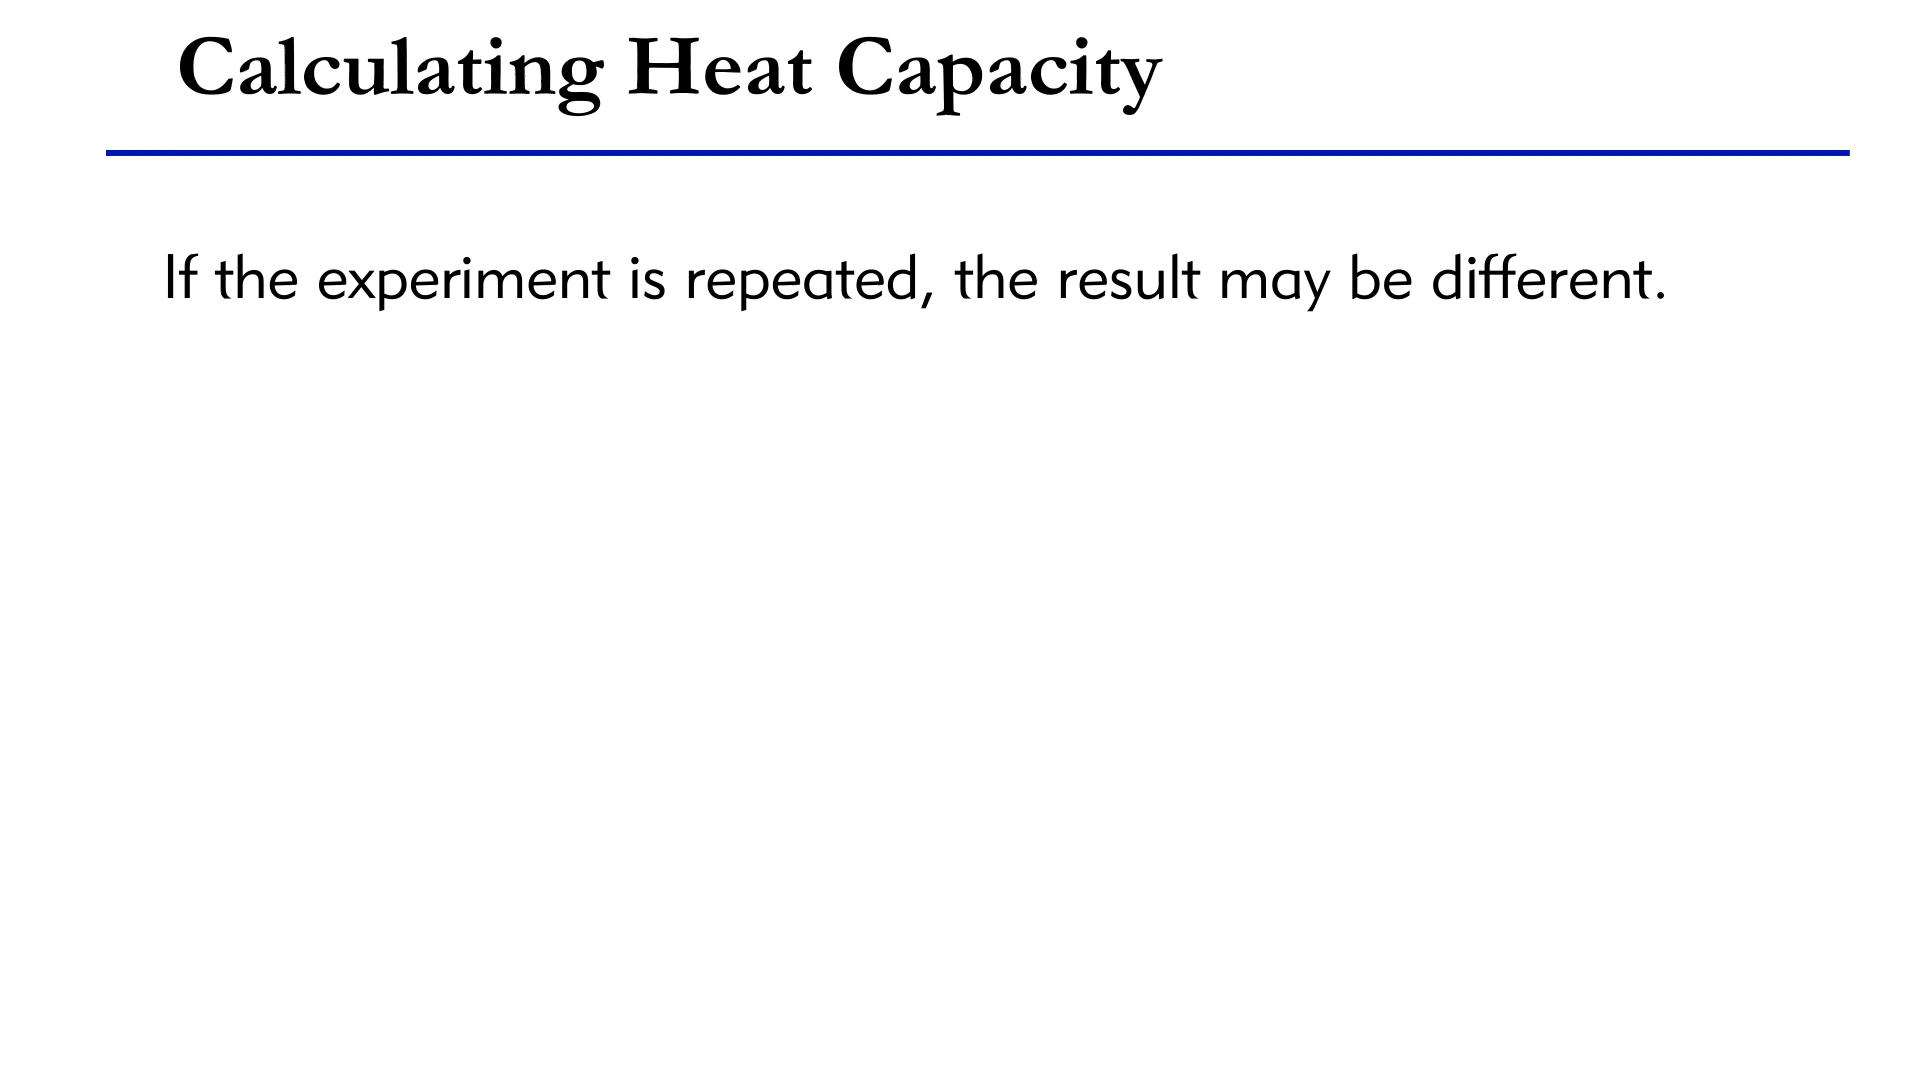 Calculating Heat Capacity
If the experiment is repeated, the result may be different.